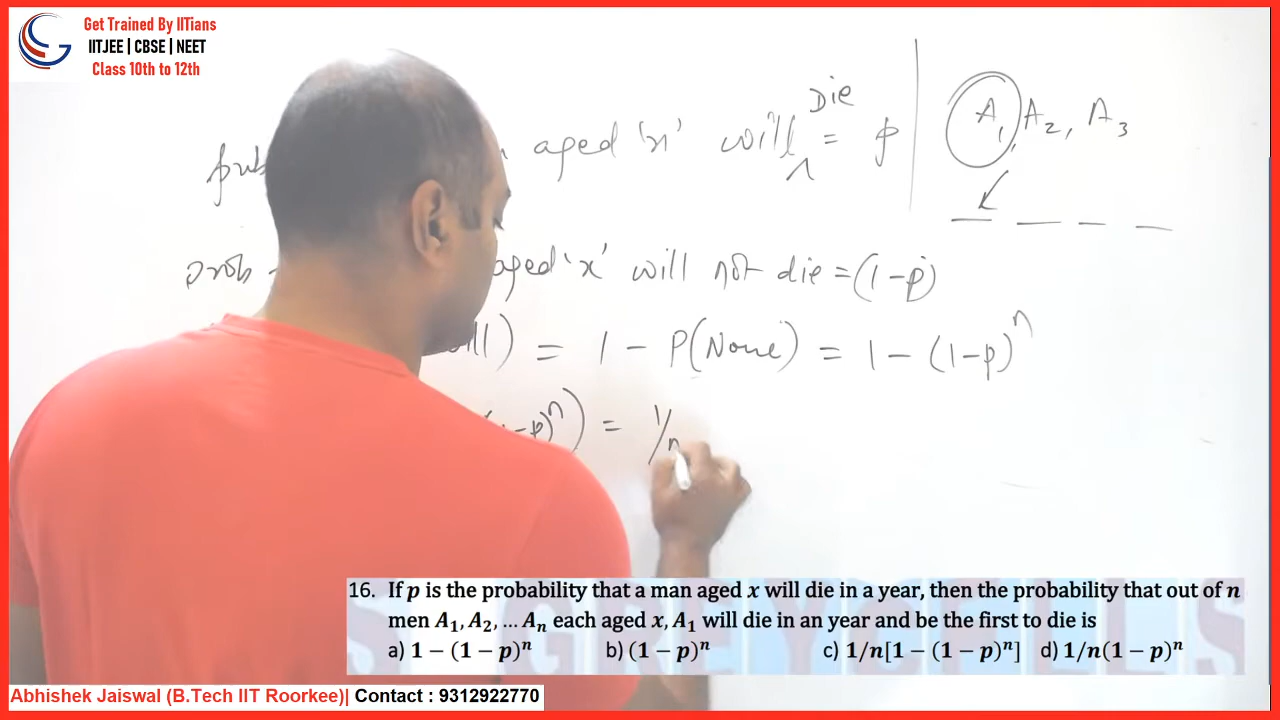 Get Trained By IITians
IITJEE | CBSE | NEET
Class 10th to 12th
aged 'x' will Die = p
A₁, A₂, A₃
prob aged 'x' will not die = (1-p)
) = 1 - P(None) = 1 - (1-p)ⁿ
-p)ⁿ) = 1/n
16. If p is the probability that a man aged x will die in a year, then the probability that out of n
men A₁, A₂, … Aₙ each aged x, A₁ will die in an year and be the first to die is
a) 1 − (1 − p)ⁿ b) (1 − p)ⁿ c) 1/n[1 − (1 − p)ⁿ] d) 1/n(1 − p)ⁿ
Abhishek Jaiswal (B.Tech IIT Roorkee)| Contact : 9312922770